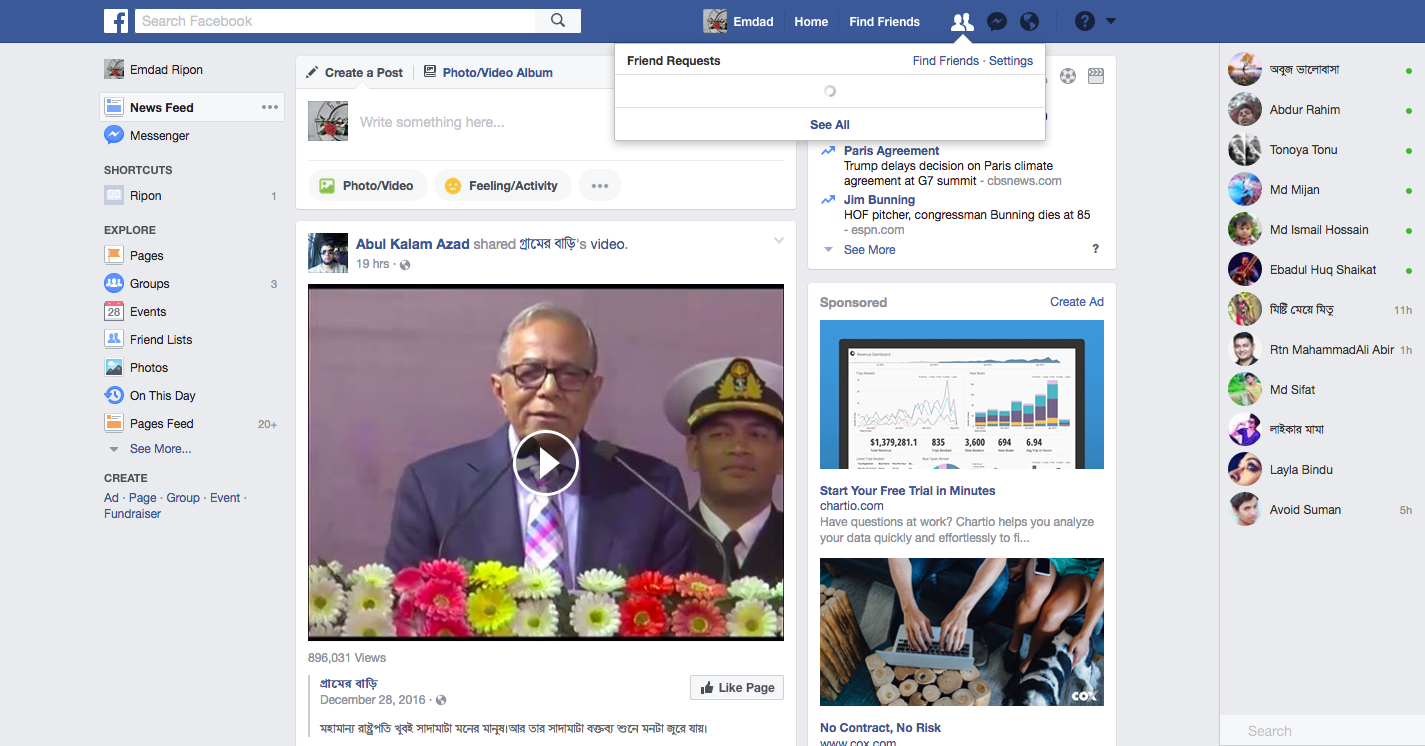 Search Facebook
Emdad
Home
Find Friends
?
Friend Requests
Find Friends · Settings
See All
Emdad Ripon
News Feed
Messenger
SHORTCUTS
Ripon 1
EXPLORE
Pages
Groups 3
28 Events
Friend Lists
Photos
On This Day
Pages Feed 20+
See More...
CREATE
Ad · Page · Group · Event ·
Fundraiser
Create a Post
Photo/Video Album
Write something here...
Photo/Video
Feeling/Activity
Abul Kalam Azad shared গ্রামের বাড়ি's video.
19 hrs ·
896,031 Views
গ্রামের বাড়ি
December 28, 2016 ·
Like Page
মহামান্য রাষ্ট্রপতি খুবই সাদামাটা মনের মানুষ।আর তার সাদামাটা বক্তব্য শুনে মনটা জুরে যায়।
Paris Agreement
Trump delays decision on Paris climate
agreement at G7 summit - cbsnews.com
Jim Bunning
HOF pitcher, congressman Bunning dies at 85
- espn.com
See More
?
Sponsored
Create Ad
Revenue Dashboard
$1,379,281.1 835 3,600 694 6.94
Start Your Free Trial in Minutes
chartio.com
Have questions at work? Chartio helps you analyze
your data quickly and effortlessly to fi...
COX
No Contract, No Risk
www.cox.com
অবুজ ভালোবাসা
Abdur Rahim
Tonoya Tonu
Md Mijan
Md Ismail Hossain
Ebadul Huq Shaikat
মিষ্টি মেয়ে মিতু 11h
Rtn MahammadAli Abir 1h
Md Sifat
লাইকার মামা
Layla Bindu
Avoid Suman 5h
Search